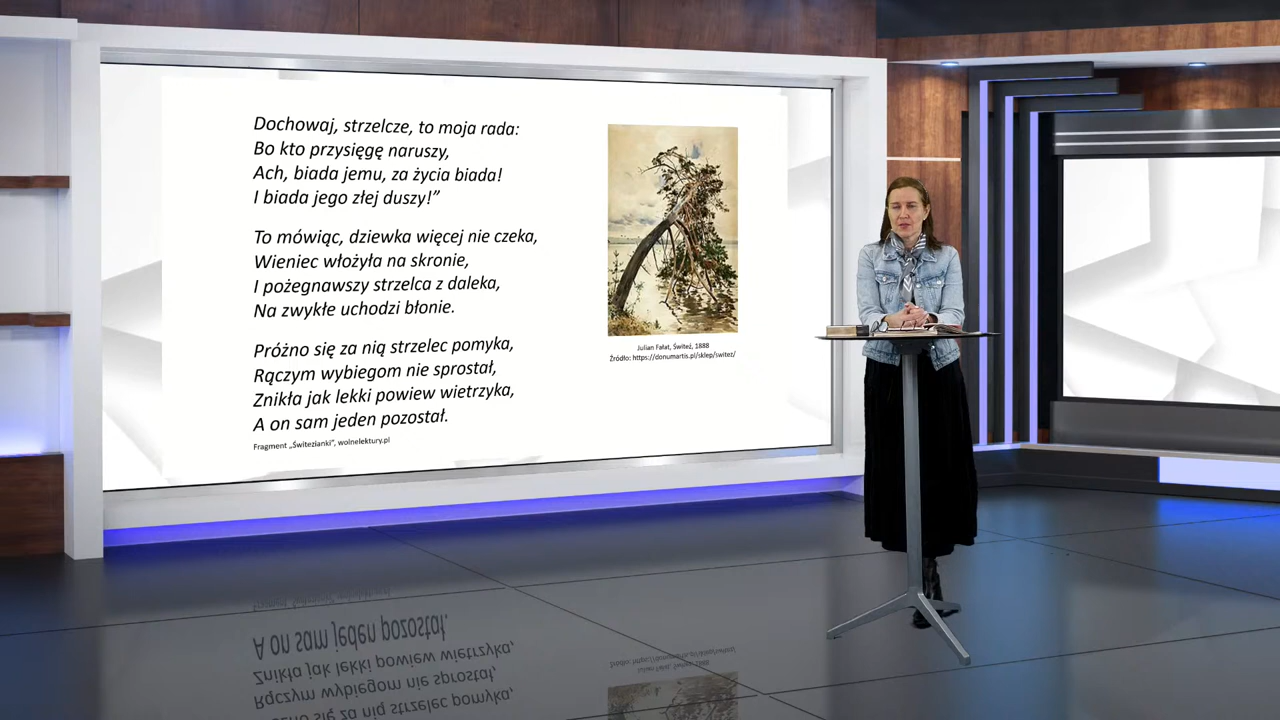 Dochowaj, strzelcze, to moja rada:
Bo kto przysięgę naruszy,
Ach, biada jemu, za życia biada!
I biada jego złej duszy!”
To mówiąc, dziewka więcej nie czeka,
Wieniec włożyła na skronie,
I pożegnawszy strzelca z daleka,
Na zwykłe uchodzi błonie.
Próżno się za nią strzelec pomyka,
Rączym wybiegom nie sprostał,
Znikła jak lekki powiew wietrzyka,
A on sam jeden pozostał.
Fragment „Świtezianki”, wolnelektury.pl
Julian Fałat, Świteź, 1888
Źródło: https://donumartis.pl/sklep/switez/